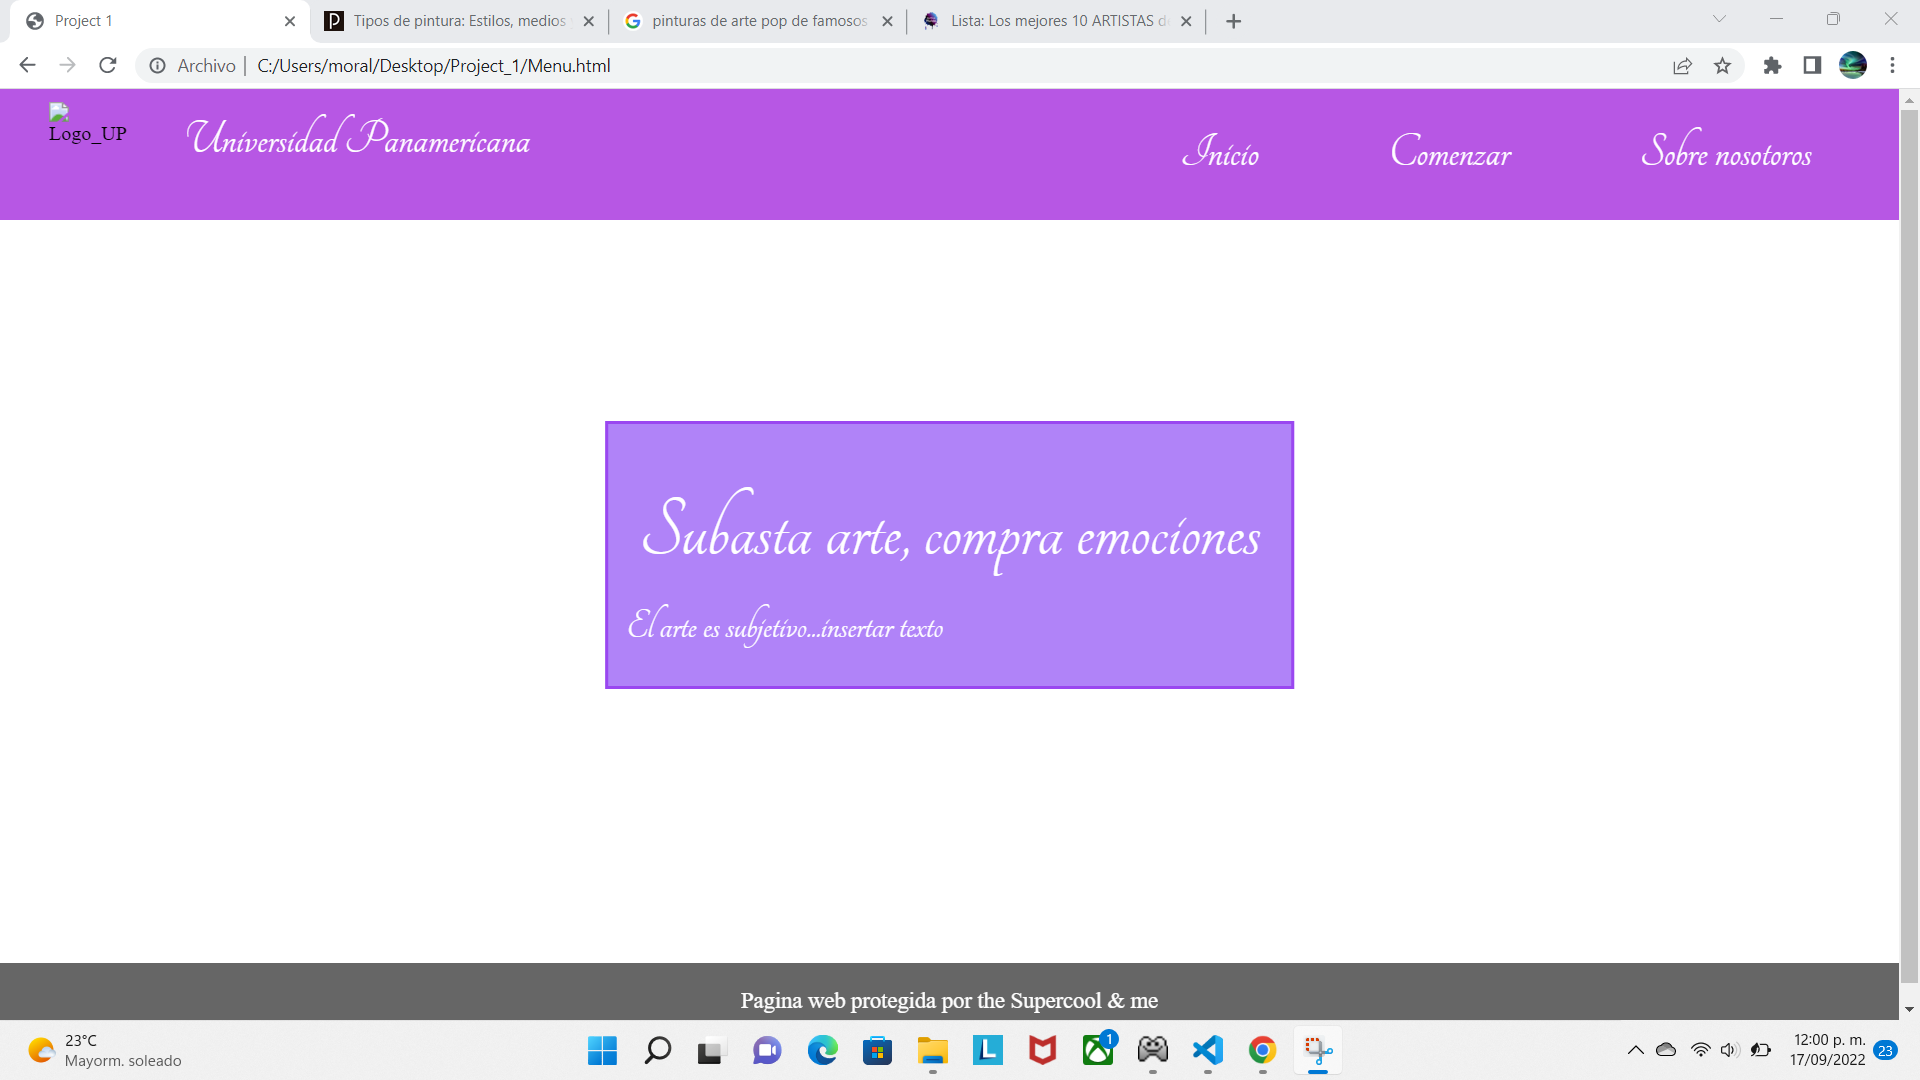 Project 1
Tipos de pintura: Estilos, medios
pinturas de arte pop de famosos
Lista: Los mejores 10 ARTISTAS d
Archivo | C:/Users/moral/Desktop/Project_1/Menu.html
Logo_UP
Universidad Panamericana
Inicio
Comenzar
Sobre nosotoros
Subasta arte, compra emociones
El arte es subjetivo...insertar texto
Pagina web protegida por the Supercool & me
23°C
Mayorm. soleado
1
12:00 p. m.
17/09/2022
23